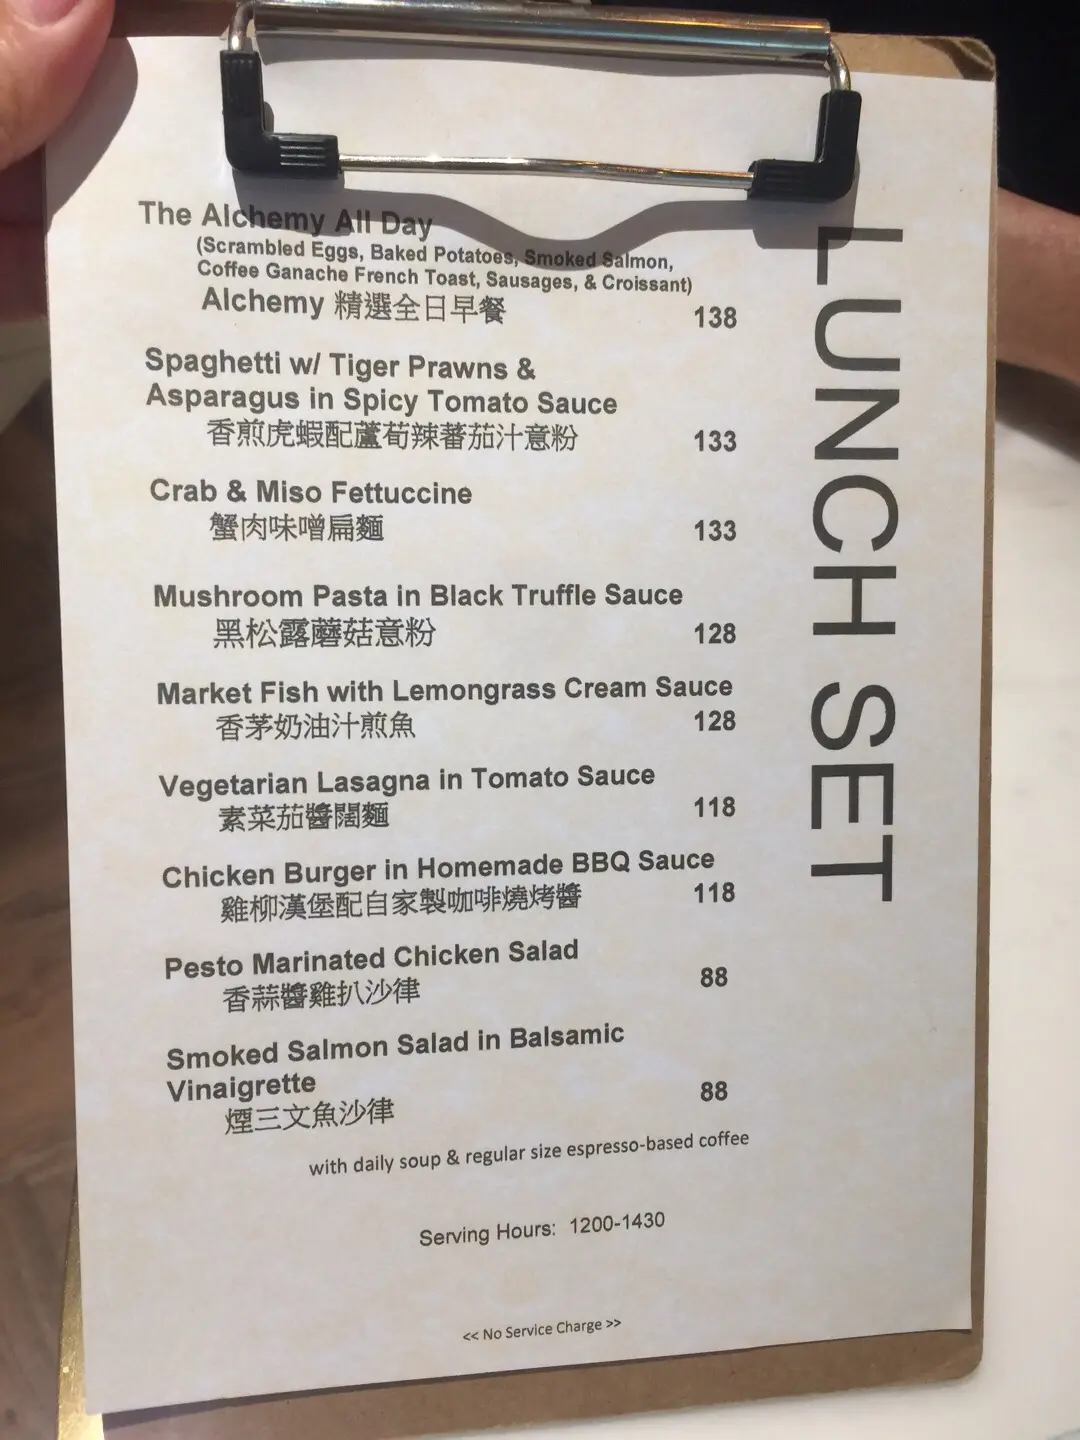 The Alchemy All Day
(Scrambled Eggs, Baked Potatoes, Smoked Salmon,
Coffee Ganache French Toast, Sausages, & Croissant)
Alchemy 精選全日早餐 138
Spaghetti w/ Tiger Prawns &
Asparagus in Spicy Tomato Sauce
香煎虎蝦配蘆荀辣蕃茄汁意粉 133
Crab & Miso Fettuccine
蟹肉味噌扁麵 133
Mushroom Pasta in Black Truffle Sauce
黑松露蘑菇意粉 128
Market Fish with Lemongrass Cream Sauce
香茅奶油汁煎魚 128
Vegetarian Lasagna in Tomato Sauce
素菜茄醬闊麵 118
Chicken Burger in Homemade BBQ Sauce
雞柳漢堡配自家製咖啡燒烤醬 118
Pesto Marinated Chicken Salad
香蒜醬雞扒沙律 88
Smoked Salmon Salad in Balsamic
Vinaigrette
煙三文魚沙律 88
with daily soup & regular size espresso-based coffee
Serving Hours: 1200-1430
<< No Service Charge >>
LUNCH SET